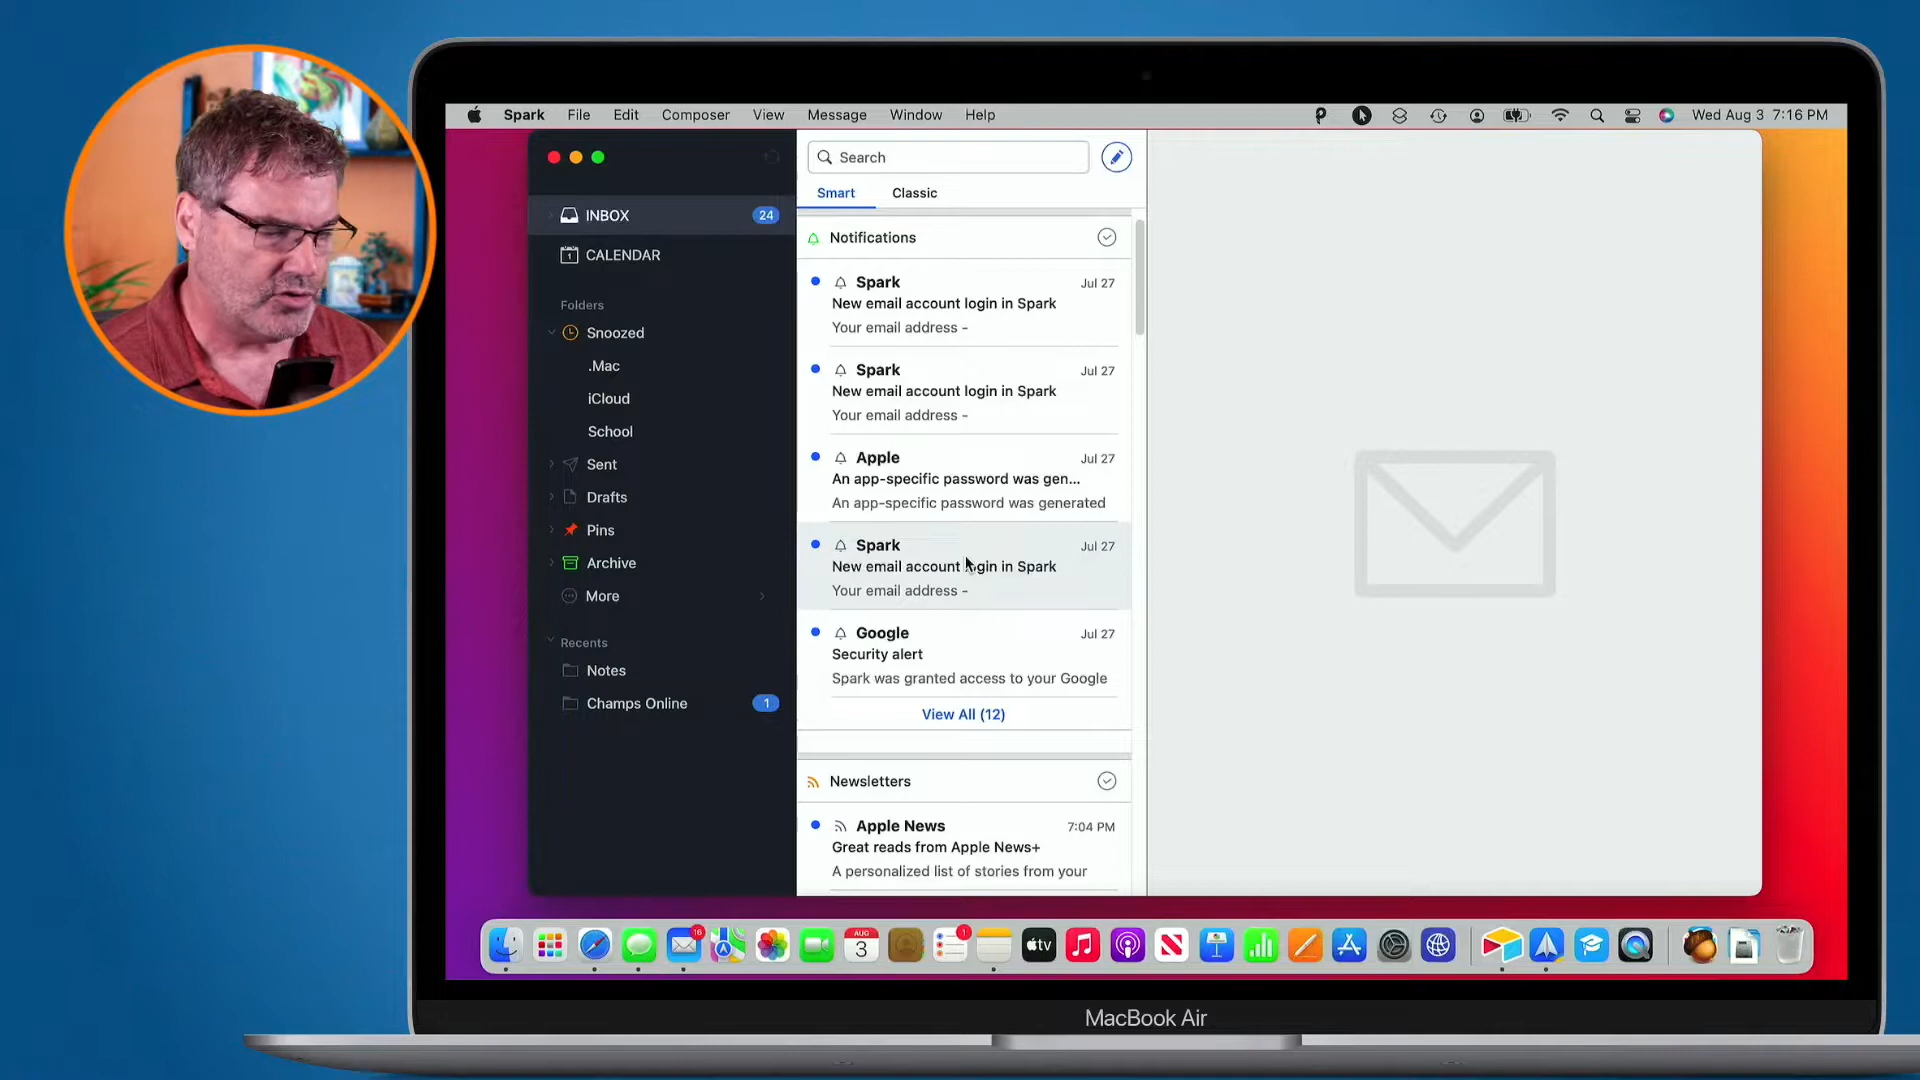 Spark File Edit Composer View Message Window Help Wed Aug 3 7:16 PM
Search
Smart Classic
INBOX 24
CALENDAR
Folders
Snoozed
.Mac
iCloud
School
Sent
Drafts
Pins
Archive
More
Recents
Notes
Champs Online 1
Notifications
Spark Jul 27
New email account login in Spark
Your email address -
Spark Jul 27
New email account login in Spark
Your email address -
Apple Jul 27
An app-specific password was gen...
An app-specific password was generated
Spark Jul 27
New email account login in Spark
Your email address -
Google Jul 27
Security alert
Spark was granted access to your Google
View All (12)
Newsletters
Apple News 7:04 PM
Great reads from Apple News+
A personalized list of stories from your
16 AUG 3 1 tv
MacBook Air